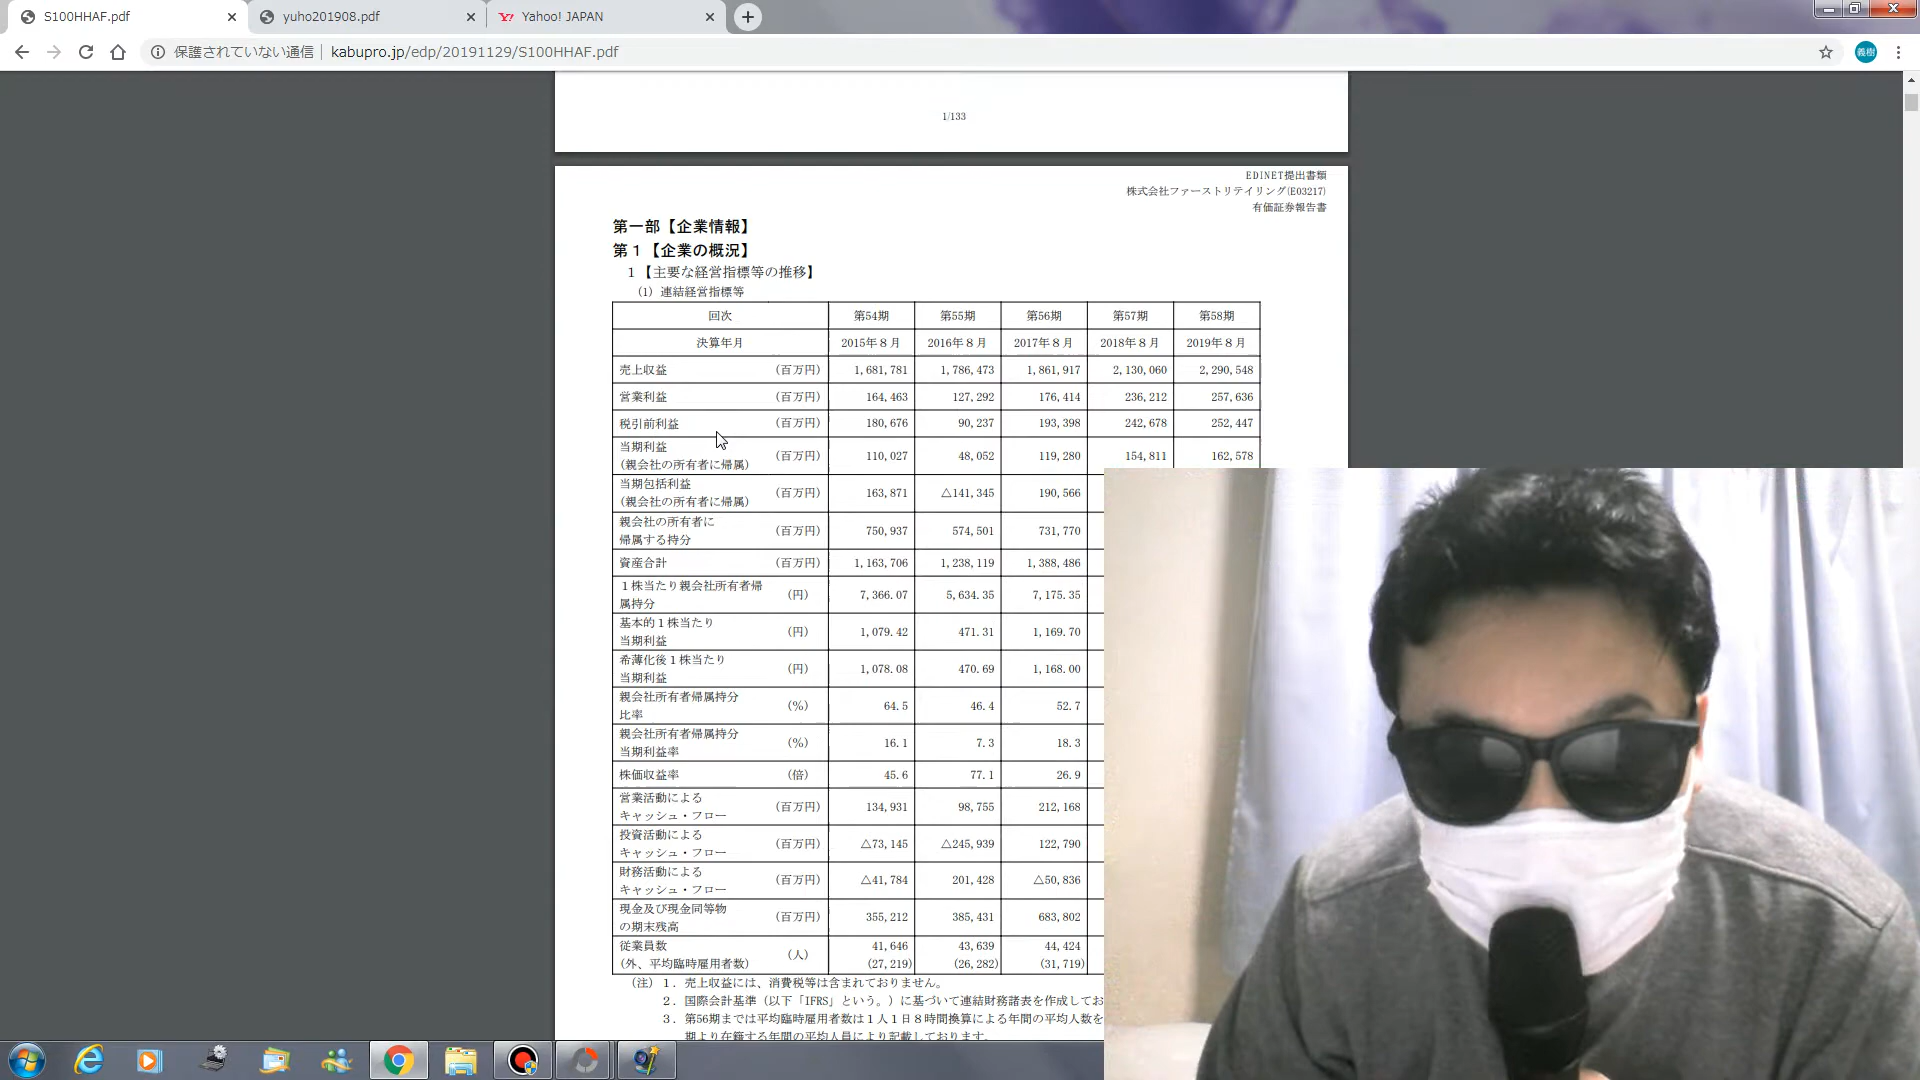 S100HHAF.pdf
yuho201908.pdf
Yahoo! JAPAN
保護されていない通信 | kabupro.jp/edp/20191129/S100HHAF.pdf
義樹
1/133
EDINET提出書類
株式会社ファーストリテイリング(E03217)
有価証券報告書
第一部【企業情報】
第１【企業の概況】
１【主要な経営指標等の推移】
(1) 連結経営指標等
回次 第54期 第55期 第56期 第57期 第58期
決算年月 2015年８月 2016年８月 2017年８月 2018年８月 2019年８月
売上収益 (百万円) 1,681,781 1,786,473 1,861,917 2,130,060 2,290,548
営業利益 (百万円) 164,463 127,292 176,414 236,212 257,636
税引前利益 (百万円) 180,676 90,237 193,398 242,678 252,447
当期利益
(親会社の所有者に帰属) (百万円) 110,027 48,052 119,280 154,811 162,578
当期包括利益
(親会社の所有者に帰属) (百万円) 163,871 △141,345 190,566
親会社の所有者に
帰属する持分 (百万円) 750,937 574,501 731,770
資産合計 (百万円) 1,163,706 1,238,119 1,388,486
１株当たり親会社所有者帰
属持分 (円) 7,366.07 5,634.35 7,175.35
基本的１株当たり
当期利益 (円) 1,079.42 471.31 1,169.70
希薄化後１株当たり
当期利益 (円) 1,078.08 470.69 1,168.00
親会社所有者帰属持分
比率 (％) 64.5 46.4 52.7
親会社所有者帰属持分
当期利益率 (％) 16.1 7.3 18.3
株価収益率 (倍) 45.6 77.1 26.9
営業活動による
キャッシュ・フロー (百万円) 134,931 98,755 212,168
投資活動による
キャッシュ・フロー (百万円) △73,145 △245,939 122,790
財務活動による
キャッシュ・フロー (百万円) △41,784 201,428 △50,836
現金及び現金同等物
の期末残高 (百万円) 355,212 385,431 683,802
従業員数 (人) 41,646 43,639 44,424
(外、平均臨時雇用者数) (27,219) (26,282) (31,719)
(注) １．売上収益には、消費税等は含まれておりません。
２．国際会計基準（以下「IFRS」という。）に基づいて連結財務諸表を作成してお
３．第56期までは平均臨時雇用者数は１人１日８時間換算による年間の平均人数を
期より在籍する年間の平均人員により記載しております。